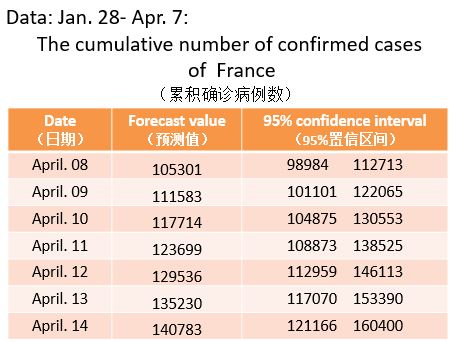 Data: Jan. 28- Apr. 7:
The cumulative number of confirmed cases
of France
（累积确诊病例数）
Date Forecast value 95% confidence interval
（日期） （预测值） （95%置信区间）
April. 08 105301 98984 112713
April. 09 111583 101101 122065
April. 10 117714 104875 130553
April. 11 123699 108873 138525
April. 12 129536 112959 146113
April. 13 135230 117070 153390
April. 14 140783 121166 160400